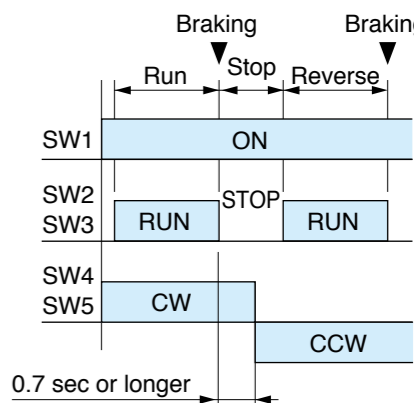 Braking
Braking
Run
Stop
Reverse
SW1
ON
SW2
SW3
STOP
RUN
RUN
SW4
SW5
CW
CCW
0.7 sec or longer